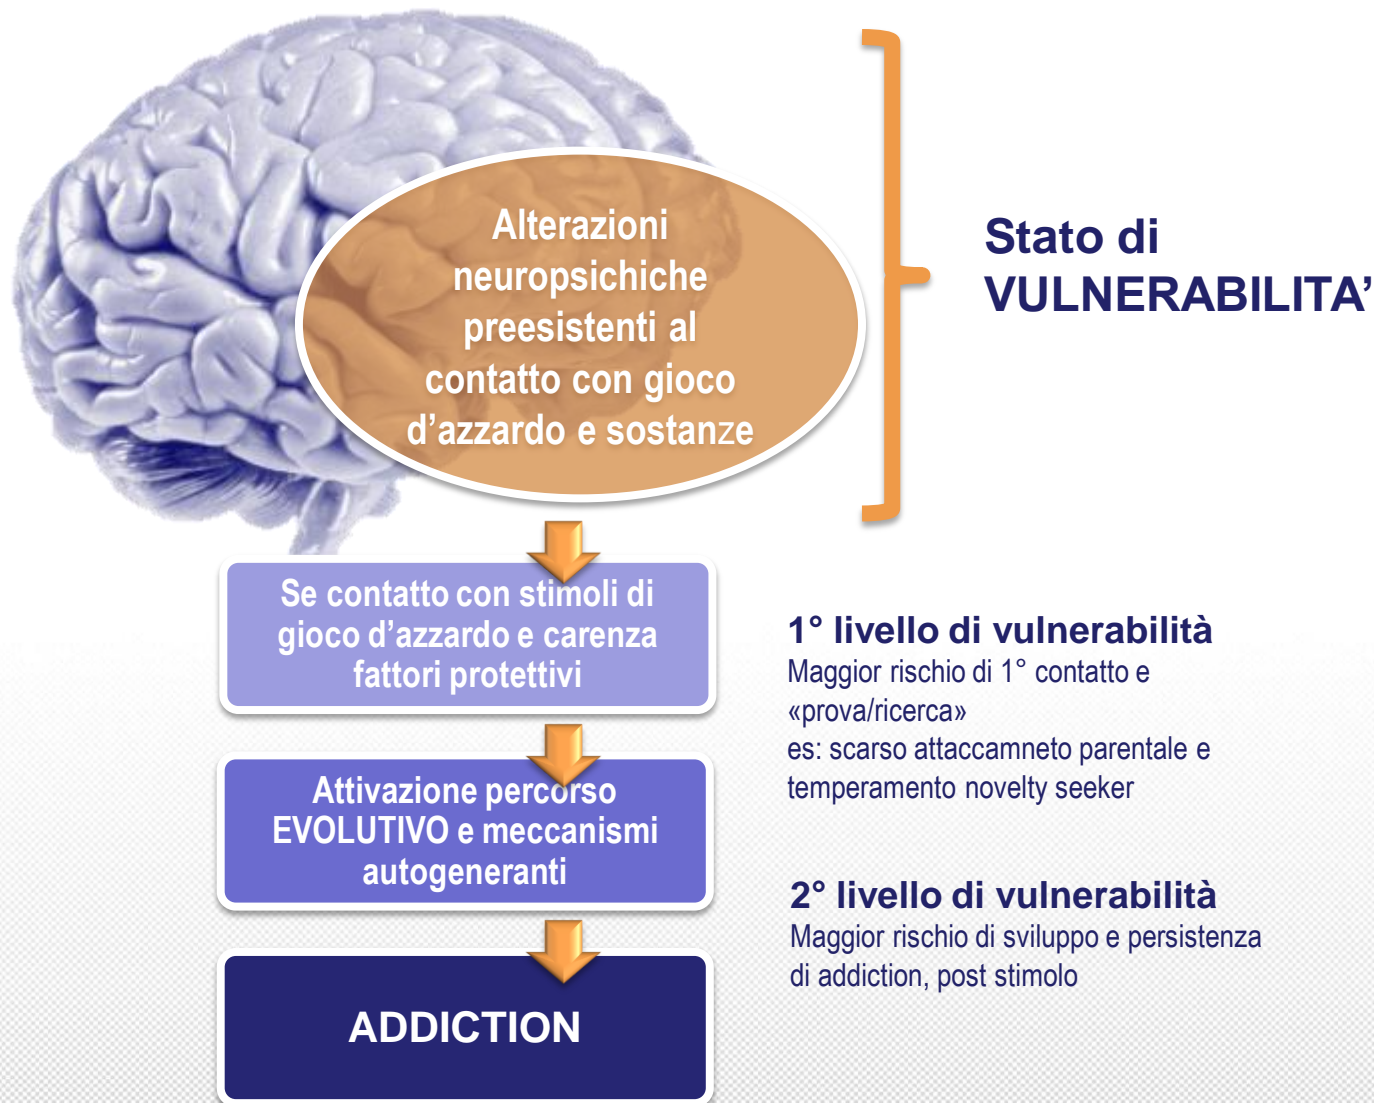 Alterazioni
neuropsichiche
preesistenti al
contatto con gioco
d’azzardo e sostanze
Stato di
VULNERABILITA’
Se contatto con stimoli di
gioco d’azzardo e carenza
fattori protettivi
1° livello di vulnerabilità
Maggior rischio di 1° contatto e
«prova/ricerca»
es: scarso attaccamneto parentale e
temperamento novelty seeker
Attivazione percorso
EVOLUTIVO e meccanismi
autogeneranti
2° livello di vulnerabilità
Maggior rischio di sviluppo e persistenza
di addiction, post stimolo
ADDICTION